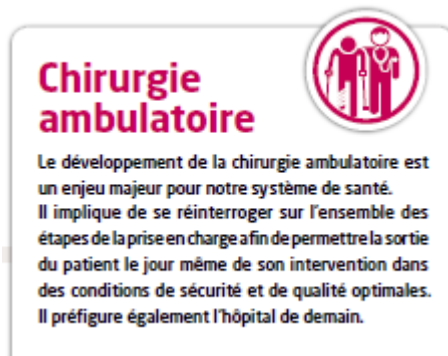 Chirurgie
ambulatoire
Le développement de la chirurgie ambulatoire est
un enjeu majeur pour notre système de santé.
Il implique de se réinterroger sur l'ensemble des
étapes de la prise en charge afin de permettre la sortie
du patient le jour même de son intervention dans
des conditions de sécurité et de qualité optimales.
Il préfigure également l'hôpital de demain.